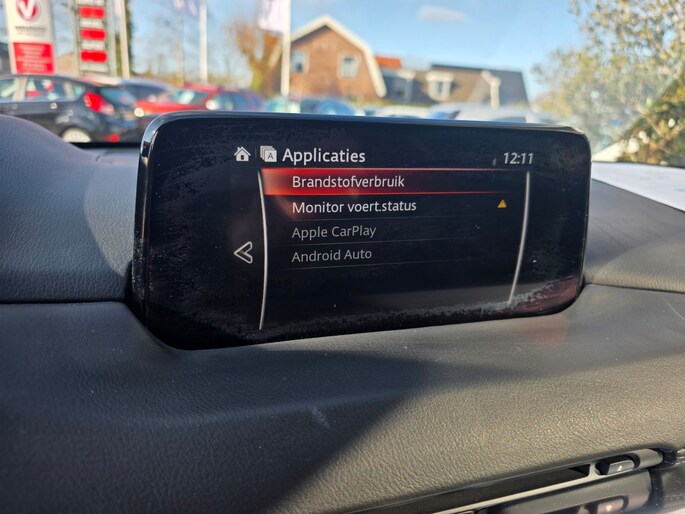 Applicaties 12:11
Brandstofverbruik
Monitor voert.status
Apple CarPlay
Android Auto